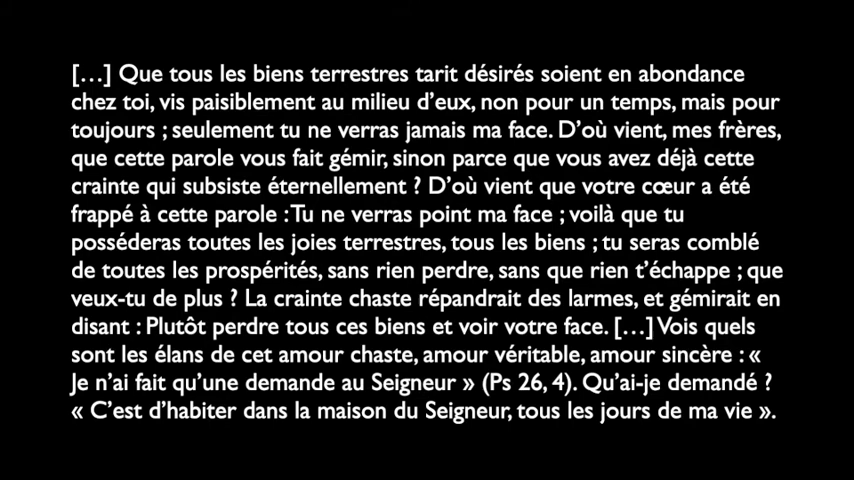 […] Que tous les biens terrestres tarit désirés soient en abondance
chez toi, vis paisiblement au milieu d’eux, non pour un temps, mais pour
toujours ; seulement tu ne verras jamais ma face. D’où vient, mes frères,
que cette parole vous fait gémir, sinon parce que vous avez déjà cette
crainte qui subsiste éternellement ? D’où vient que votre cœur a été
frappé à cette parole : Tu ne verras point ma face ; voilà que tu
posséderas toutes les joies terrestres, tous les biens ; tu seras comblé
de toutes les prospérités, sans rien perdre, sans que rien t’échappe ; que
veux-tu de plus ? La crainte chaste répandrait des larmes, et gémirait en
disant : Plutôt perdre tous ces biens et voir votre face. […] Vois quels
sont les élans de cet amour chaste, amour véritable, amour sincère : «
Je n’ai fait qu’une demande au Seigneur » (Ps 26, 4). Qu’ai-je demandé ?
« C’est d’habiter dans la maison du Seigneur, tous les jours de ma vie ».